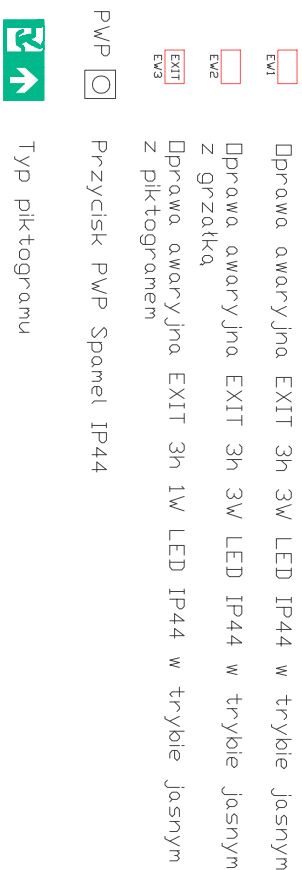 EW1
Oprawa awaryjna EXIT 3h 3W LED IP44 w trybie jasnym
EW2
Oprawa awaryjna EXIT 3h 3W LED IP44 w trybie jasnym
z grzałką
EXIT
EW3
Oprawa awaryjna EXIT 3h 1W LED IP44 w trybie jasnym
z piktogramem
PWP
Przycisk PWP Spamel IP44
Typ piktogramu